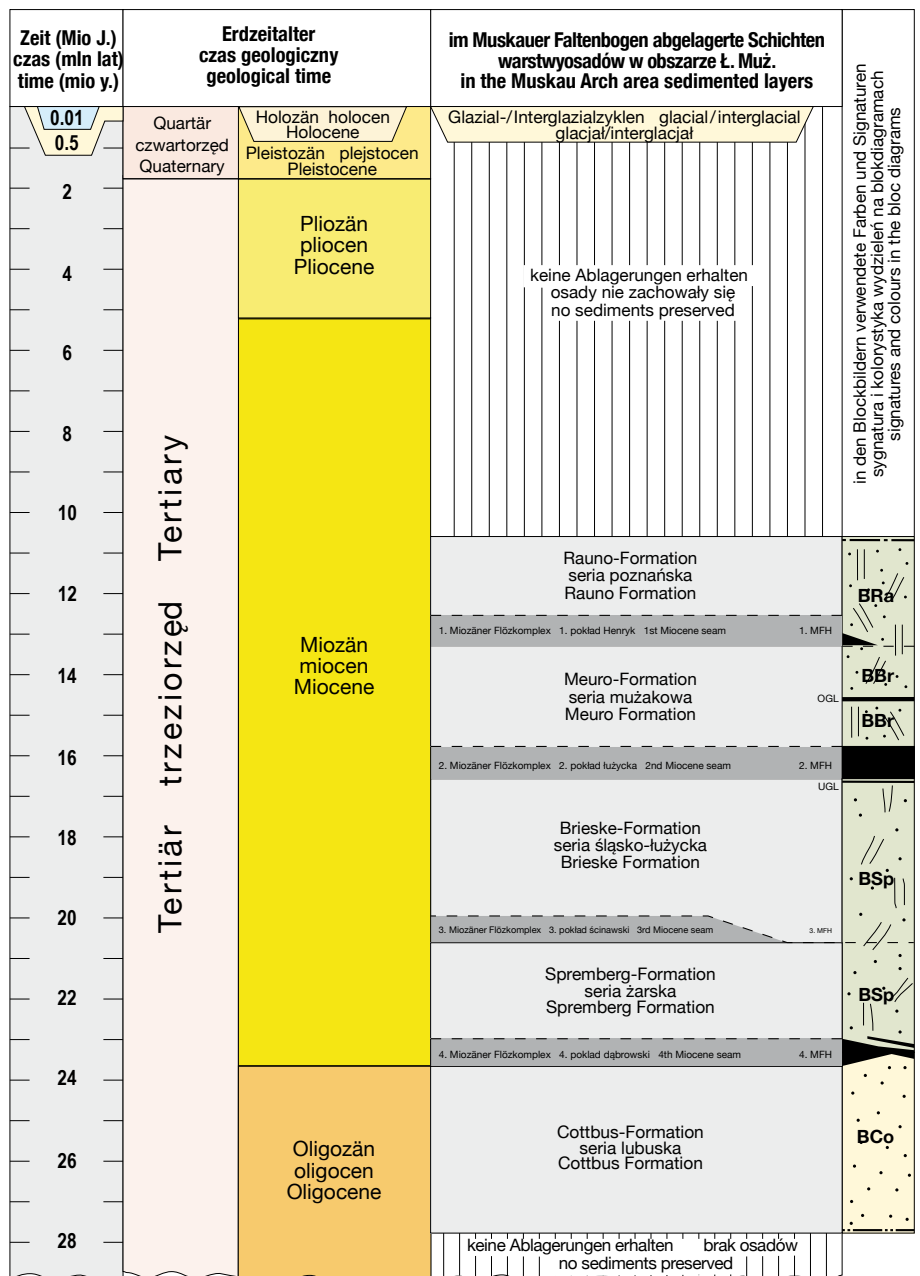 Zeit (Mio J.)
czas (mln lat)
time (mio y.)
Erdzeitalter
czas geologiczny
geological time
im Muskauer Faltenbogen abgelagerte Schichten
warstwyosadów w obszarze Ł. Muż.
in the Muskau Arch area sedimented layers
in den Blockbildern verwendete Farben und Signaturen
sygnatura i kolorystyka wydzieleń na blokdiagramach
signatures and colours in the bloc diagrams
0.01
0.5
2
4
6
8
10
12
14
16
18
20
22
24
26
28
Quartär
czwartorzęd
Quaternary
Tertiär trzeziorzęd Tertiary
Holozän holocen
Holocene
Pleistozän plejstocen
Pleistocene
Pliozän
pliocen
Pliocene
Miozän
miocen
Miocene
Oligozän
oligocen
Oligocene
Glazial-/Interglazialzyklen glacial/interglacial
glacjał/interglacjał
keine Ablagerungen erhalten
osady nie zachowały się
no sediments preserved
Rauno-Formation
seria poznańska
Rauno Formation
1. Miozäner Flözkomplex 1. pokład Henryk 1st Miocene seam 1. MFH
Meuro-Formation
seria mużakowa
Meuro Formation
OGL
2. Miozäner Flözkomplex 2. pokład łużycka 2nd Miocene seam 2. MFH
UGL
Brieske-Formation
seria śląsko-łużycka
Brieske Formation
3. Miozäner Flözkomplex 3. pokład ścinawski 3rd Miocene seam 3. MFH
Spremberg-Formation
seria żarska
Spremberg Formation
4. Miozäner Flözkomplex 4. poklad dąbrowski 4th Miocene seam 4. MFH
Cottbus-Formation
seria lubuska
Cottbus Formation
keine Ablagerungen erhalten brak osadów
no sediments preserved
BRa
BBr
BBr
BSp
BSp
BCo